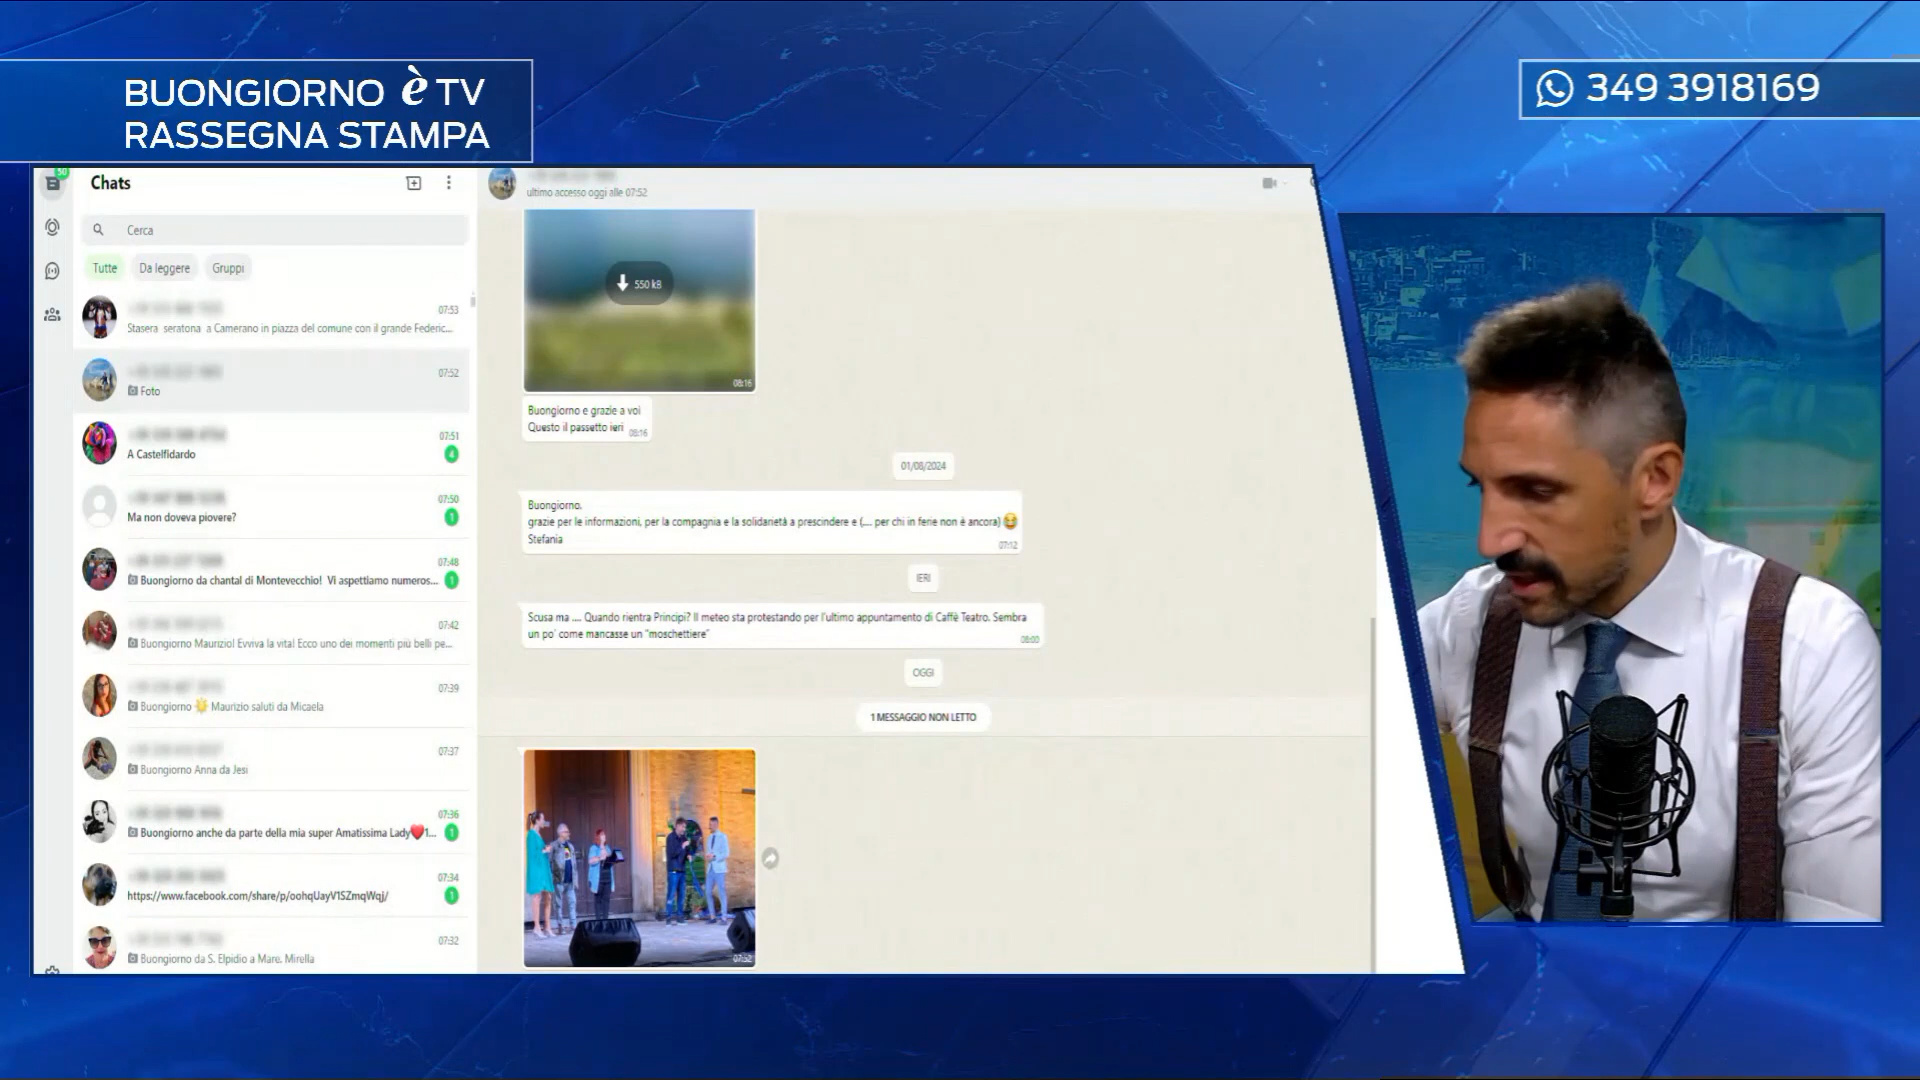 BUONGIORNO è TV
RASSEGNA STAMPA
349 3918169
50
Chats
Cerca
Tutte
Da leggere
Gruppi
07:53
Stasera seratona a Camerano in piazza del comune con il grande Federic...
07:52
Foto
07:51
A Castelfidardo
4
07:50
Ma non doveva piovere?
1
07:48
Buongiorno da chantal di Montevecchio! Vi aspettiamo numeros...
1
07:42
Buongiorno Maurizio! Evviva la vita! Ecco uno dei momenti più belli pe...
07:39
Buongiorno ☀️ Maurizio saluti da Micaela
07:37
Buongiorno Anna da Jesi
07:36
Buongiorno anche da parte della mia super Amatissima Lady❤️1...
1
07:34
https://www.facebook.com/share/p/oohqUayV1SZmqWqj/
1
07:32
Buongiorno da S. Elpidio a Mare. Mirella
ultimo accesso oggi alle 07:52
550 kB
08:16
Buongiorno e grazie a voi
Questo il passetto ieri
08:16
01/08/2024
Buongiorno.
grazie per le informazioni, per la compagnia e la solidarietà a prescindere e (.... per chi in ferie non è ancora) 😂
Stefania
07:12
IERI
Scusa ma .... Quando rientra Principi? Il meteo sta protestando per l'ultimo appuntamento di Caffè Teatro. Sembra
un po' come mancasse un "moschettiere"
08:00
OGGI
1 MESSAGGIO NON LETTO
07:52